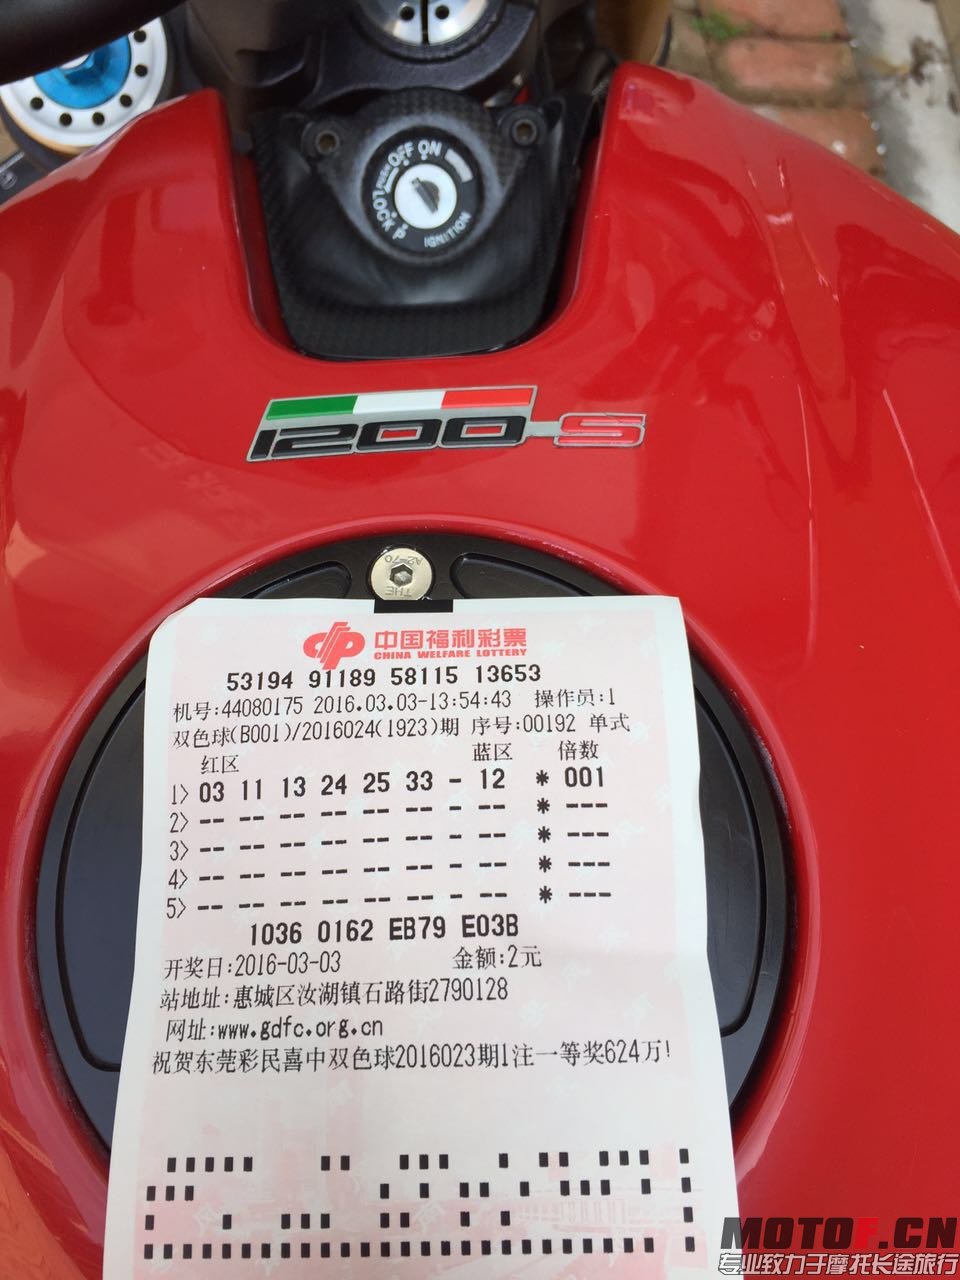 OFF ON
PUSH
LOCK P
IGNITION
1200-S
A2-70
THE
中国福利彩票
CHINA WELFARE LOTTERY
53194 91189 58115 13653
机号:44080175 2016.03.03-13:54:43 操作员:1
双色球(B001)/2016024(1923)期 序号:00192 单式
红区 蓝区 倍数
1> 03 11 13 24 25 33 - 12 * 001
2> -- -- -- -- -- -- - -- * ---
3> -- -- -- -- -- -- - -- * ---
4> -- -- -- -- -- -- - -- * ---
5> -- -- -- -- -- -- - -- * ---
1036 0162 EB79 E03B
开奖日:2016-03-03 金额:2元
站地址:惠城区汝湖镇石路街2790128
网址:www.gdfc.org.cn
祝贺东莞彩民喜中双色球2016023期1注一等奖624万!
MOTOF.CN
专业致力于摩托长途旅行